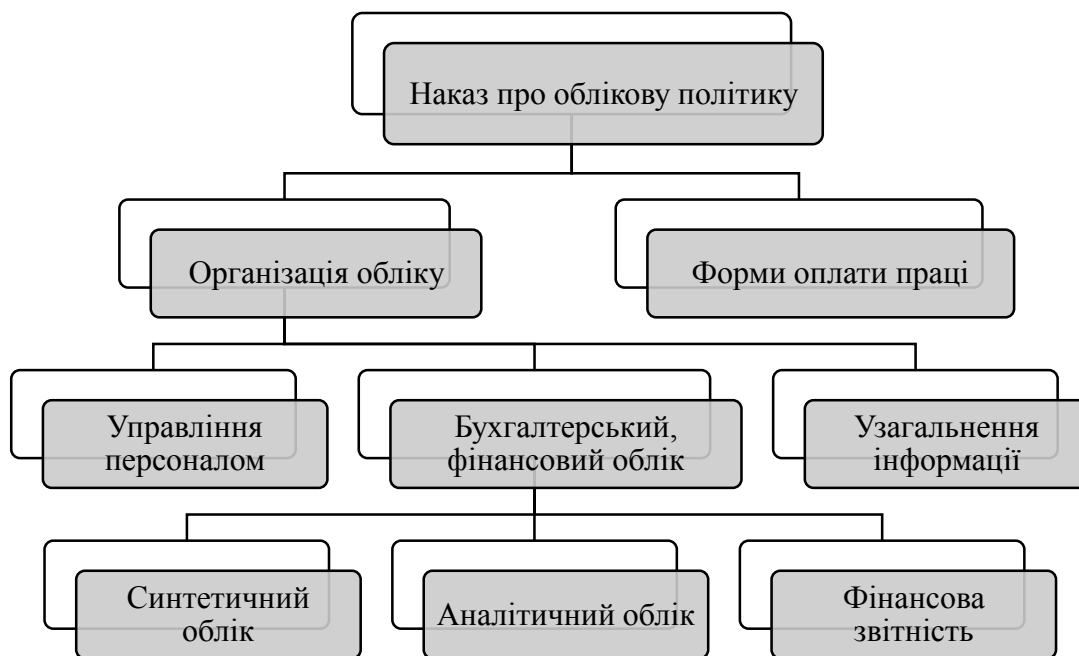 Наказ про облікову політику
Організація обліку
Форми оплати праці
Управління
персоналом
Бухгалтерський,
фінансовий облік
Узагальнення
інформації
Синтетичний
облік
Аналітичний облік
Фінансова
звітність